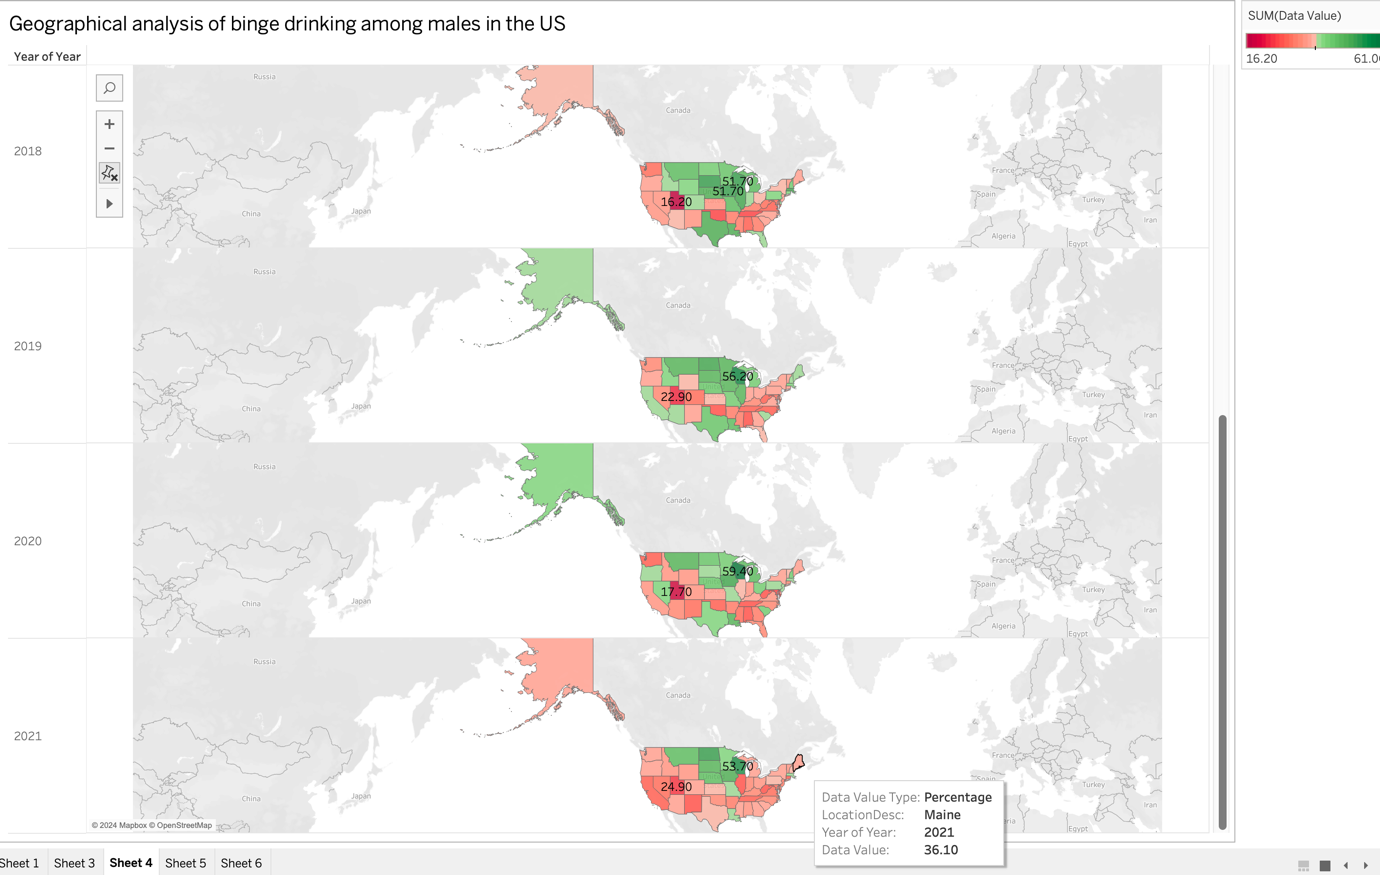 Geographical analysis of binge drinking among males in the US
SUM(Data Value)
16.20
61.0
Year of Year
2018
Russia
Canada
China
Japan
France
Turkey
Algeria
Iran
Egypt
51.70
51.70
16.20
2019
Russia
Canada
China
Japan
France
Spain
Turkey
Algeria
Iran
Egypt
56.20
22.90
2020
Russia
Canada
China
Japan
France
Spain
Turkey
Algeria
Iran
Egypt
59.40
17.70
2021
Russia
Canada
China
Japan
France
Spain
Turkey
Iran
53.70
24.90
Data Value Type: Percentage
LocationDesc: Maine
Year of Year: 2021
Data Value: 36.10
© 2024 Mapbox © OpenStreetMap
Sheet 1 Sheet 3 Sheet 4 Sheet 5 Sheet 6